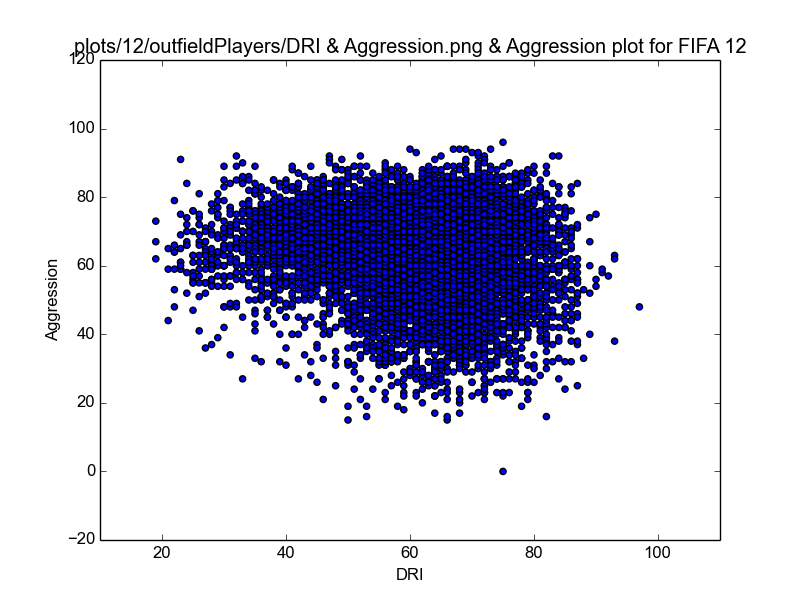 plots/12/outfieldPlayers/DRI & Aggression.png & Aggression plot for FIFA 12
120
100
80
60
40
20
0
−20
Aggression
20 40 60 80 100
DRI